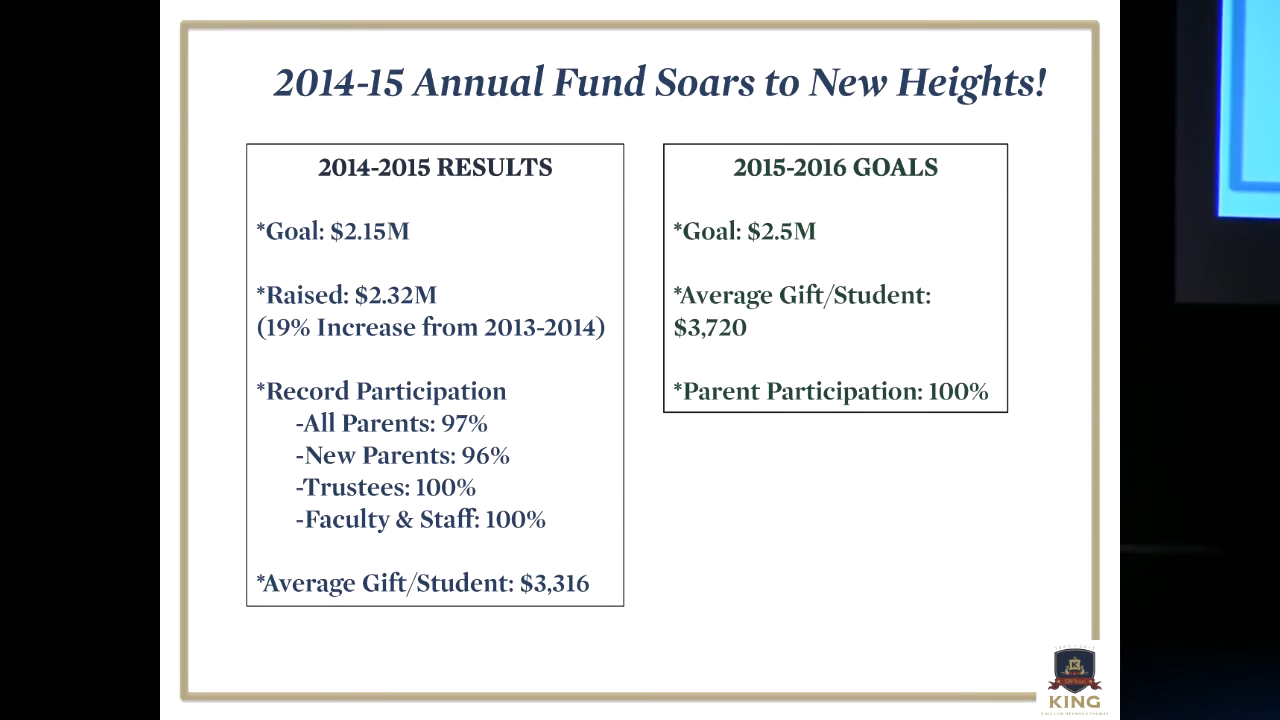 2014-15 Annual Fund Soars to New Heights!
2014-2015 RESULTS
*Goal: $2.15M
*Raised: $2.32M
(19% Increase from 2013-2014)
*Record Participation
-All Parents: 97%
-New Parents: 96%
-Trustees: 100%
-Faculty & Staff: 100%
*Average Gift/Student: $3,316
2015-2016 GOALS
*Goal: $2.5M
*Average Gift/Student:
$3,720
*Parent Participation: 100%
KING